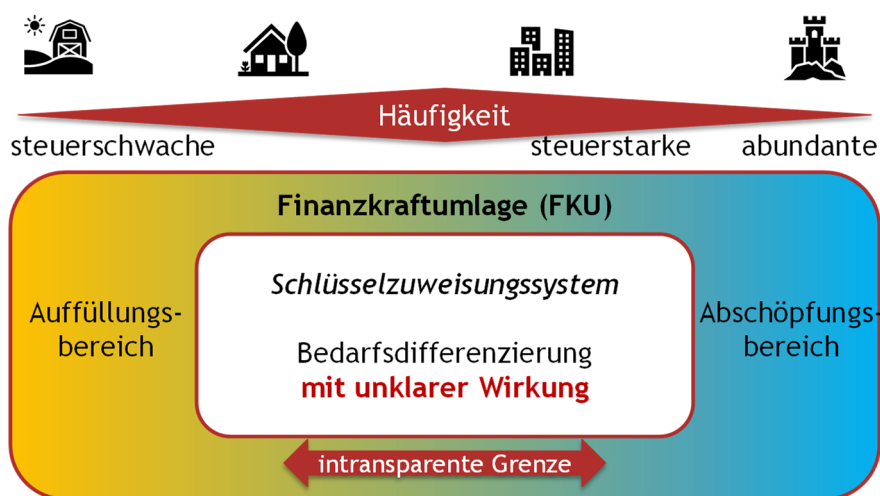 Häufigkeit
steuerschwache
steuerstarke
abundante
Finanzkraftumlage (FKU)
Schlüsselzuweisungssystem
Auffüllungs-
bereich
Bedarfsdifferenzierung
mit unklarer Wirkung
Abschöpfungs-
bereich
intransparente Grenze